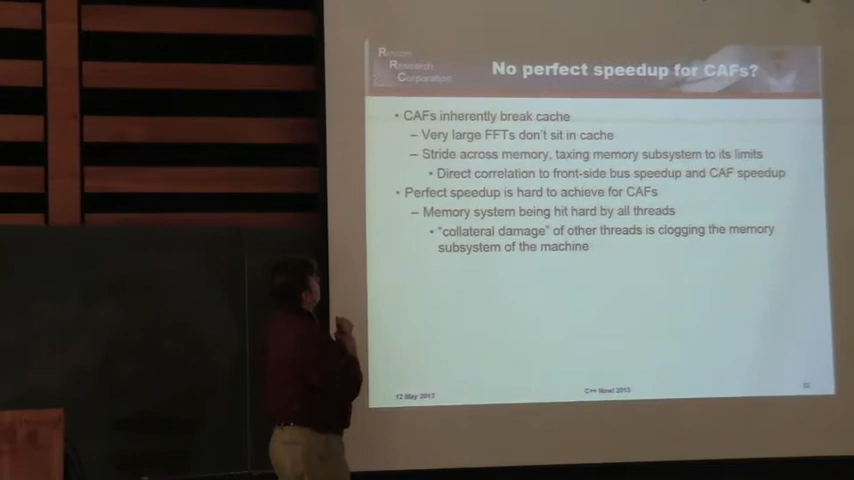 Rincon
Research
Corporation
No perfect speedup for CAFs?
• CAFs inherently break cache
– Very large FFTs don't sit in cache
– Stride across memory, taxing memory subsystem to its limits
• Direct correlation to front-side bus speedup and CAF speedup
• Perfect speedup is hard to achieve for CAFs
– Memory system being hit hard by all threads
• "collateral damage" of other threads is clogging the memory
subsystem of the machine
12 May 2013
C++ Now! 2013